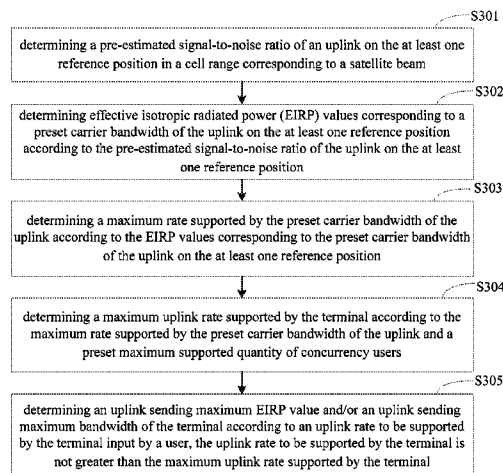 S301
determining a pre-estimated signal-to-noise ratio of an uplink on the at least one
reference position in a cell range corresponding to a satellite beam
S302
determining effective isotropic radiated power (EIRP) values corresponding to a
preset carrier bandwidth of the uplink on the at least one reference position
according to the pre-estimated signal-to-noise ratio of the uplink on the at least
one reference position
S303
determining a maximum rate supported by the preset carrier bandwidth of the
uplink according to the EIRP values corresponding to the preset carrier bandwidth
of the uplink on the at least one reference position
S304
determining a maximum uplink rate supported by the terminal according to the
maximum rate supported by the preset carrier bandwidth of the uplink and a
preset maximum supported quantity of concurrency users
S305
determining an uplink sending maximum EIRP value and/or an uplink sending
maximum bandwidth of the terminal according to an uplink rate to be supported
by the terminal input by a user, the uplink rate to be supported by the terminal is
not greater than the maximum uplink rate supported by the terminal